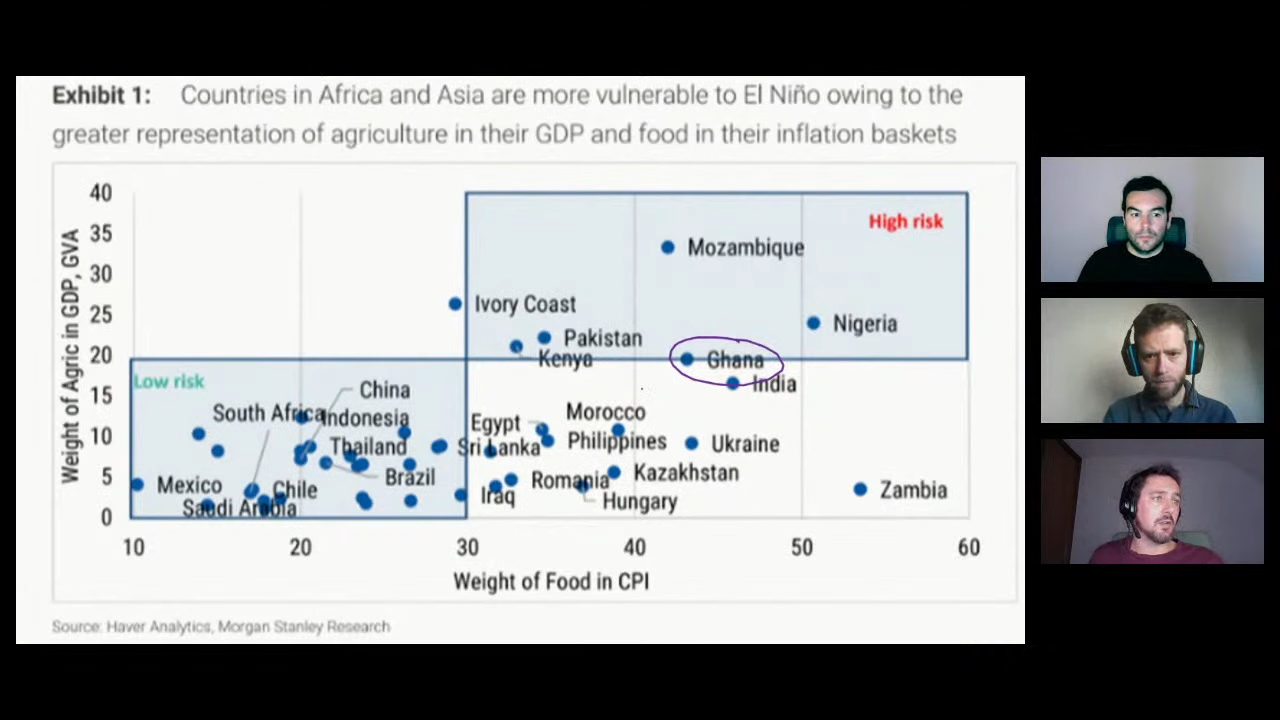 Exhibit 1: Countries in Africa and Asia are more vulnerable to El Niño owing to the
greater representation of agriculture in their GDP and food in their inflation baskets
Weight of Agric in GDP, GVA
40
35
30
25
20
15
10
5
0
High risk
Mozambique
Ivory Coast
Nigeria
Pakistan
Kenya
Ghana
India
Low risk
China
South Africa
Indonesia
Morocco
Egypt
Thailand
Sri Lanka
Philippines
Ukraine
Brazil
Kazakhstan
Romania
Mexico
Chile
Iraq
Hungary
Zambia
Saudi Arabia
10 20 30 40 50 60
Weight of Food in CPI
Source: Haver Analytics, Morgan Stanley Research